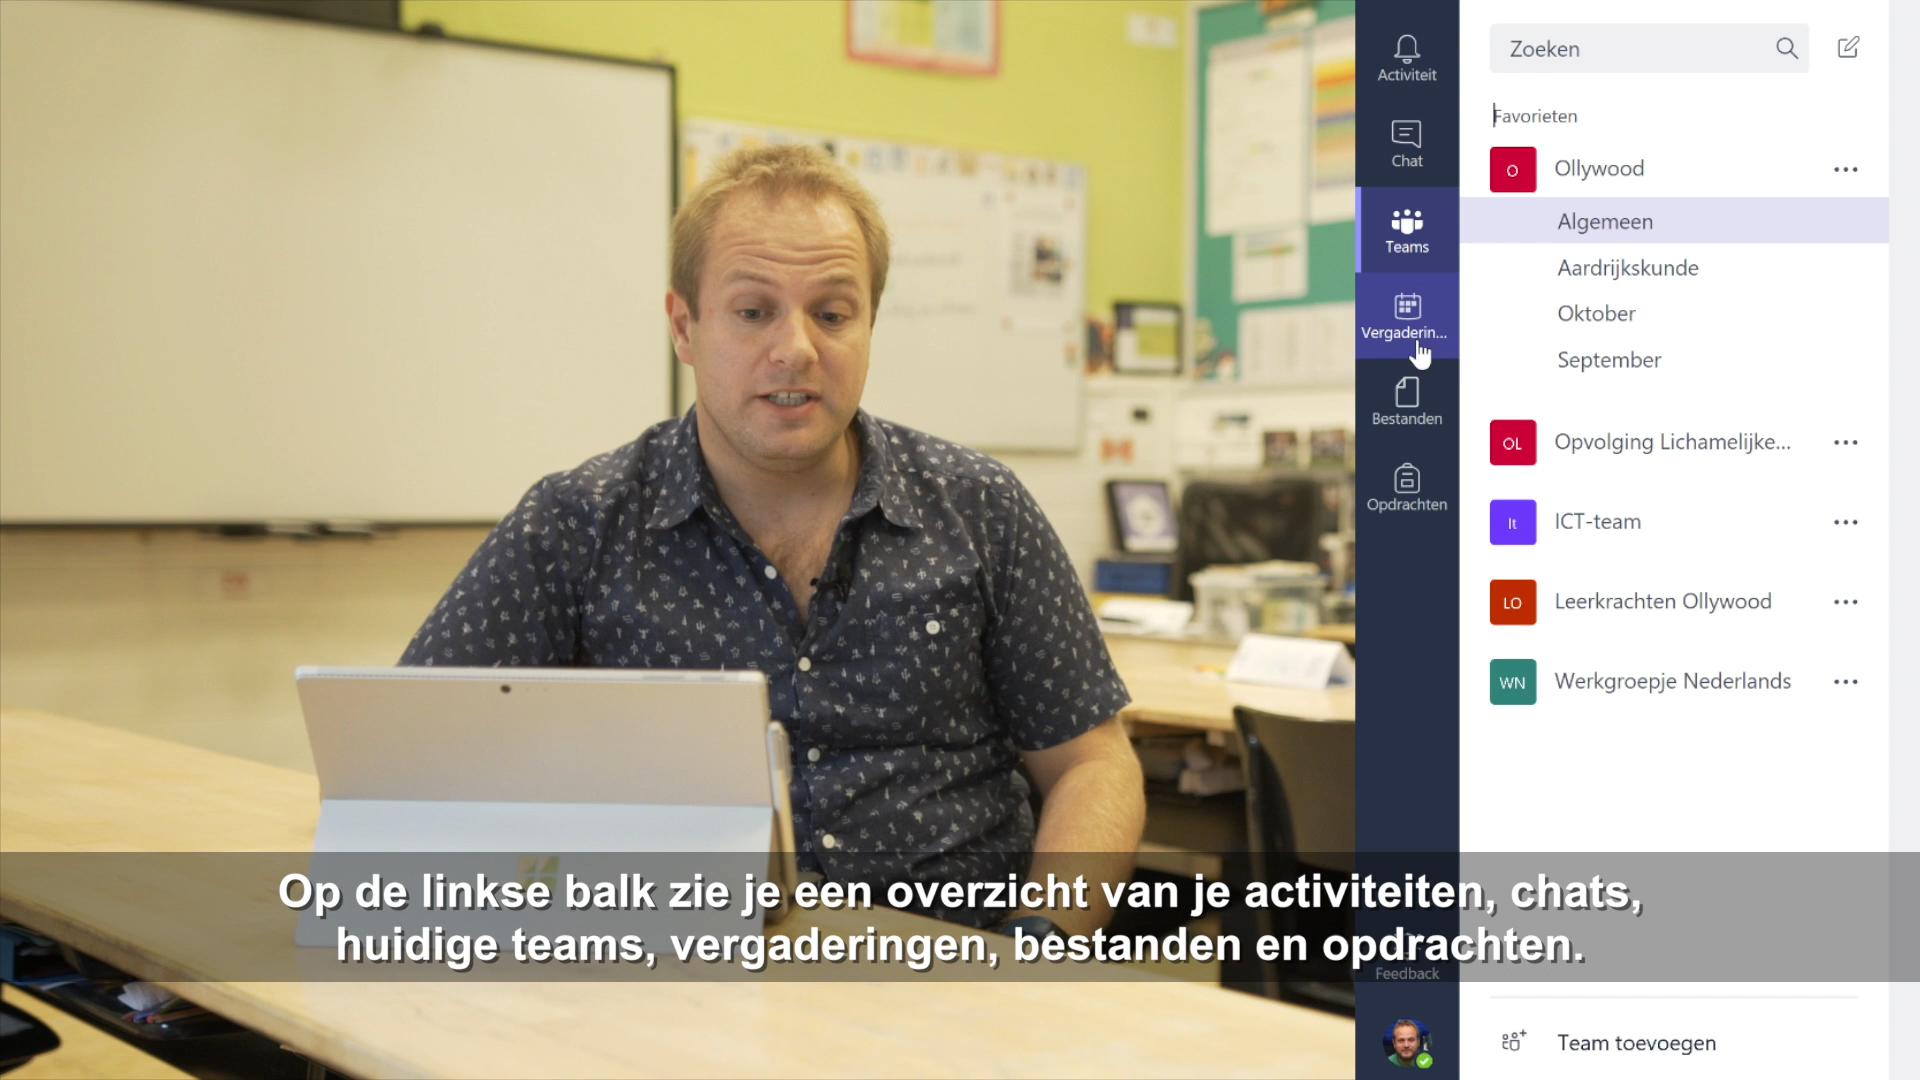 Activiteit
Chat
Teams
Vergaderin...
Bestanden
Opdrachten
Feedback
Zoeken
Favorieten
O Ollywood
Algemeen
Aardrijkskunde
Oktober
September
OL Opvolging Lichamelijke...
It ICT-team
LO Leerkrachten Ollywood
WN Werkgroepje Nederlands
Team toevoegen
Op de linkse balk zie je een overzicht van je activiteiten, chats,
huidige teams, vergaderingen, bestanden en opdrachten.